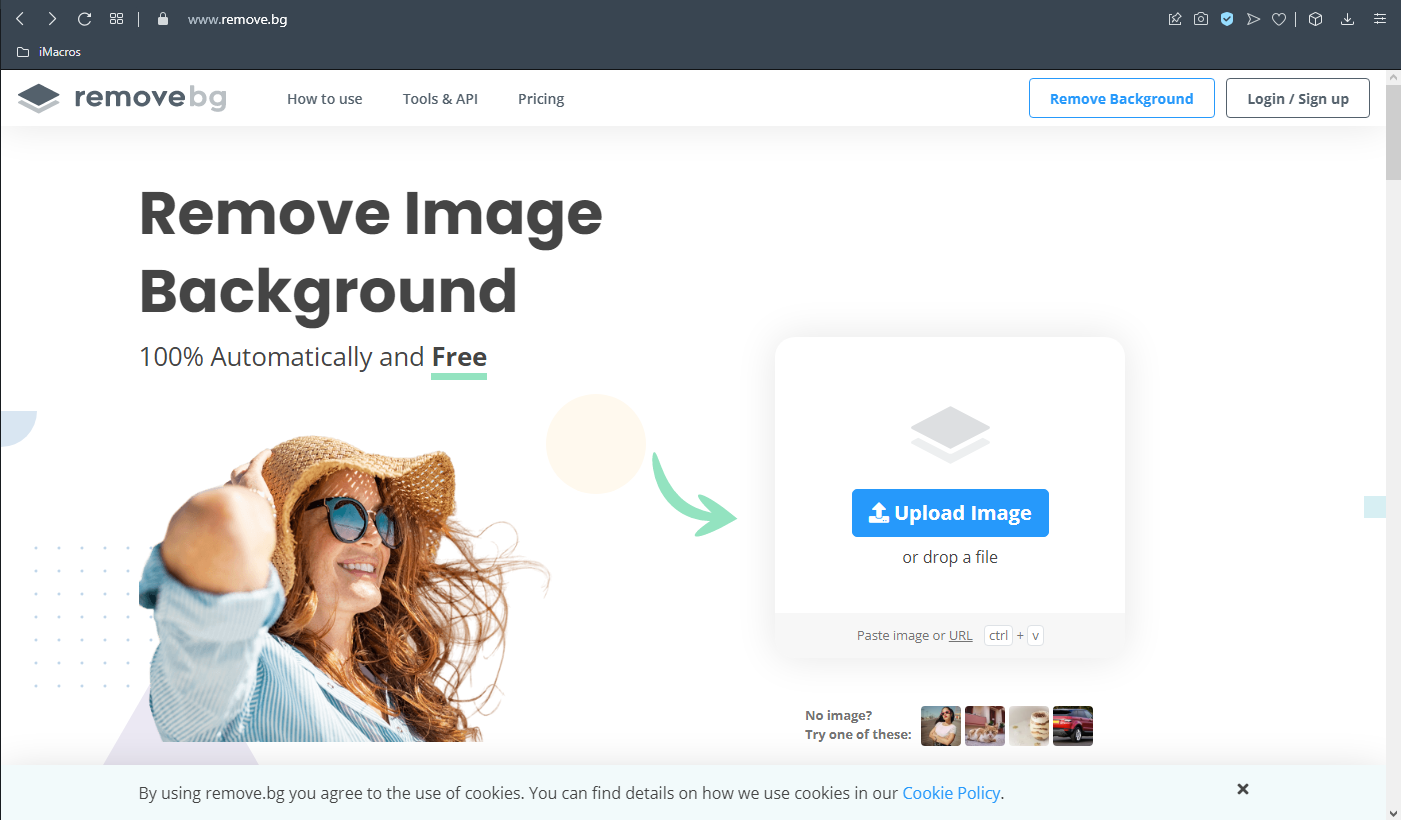 www.remove.bg
iMacros
removebg
How to use
Tools & API
Pricing
Remove Background
Login / Sign up
Remove Image
Background
100% Automatically and Free
Upload Image
or drop a file
Paste image or URL ctrl + v
No image?
Try one of these:
By using remove.bg you agree to the use of cookies. You can find details on how we use cookies in our Cookie Policy.